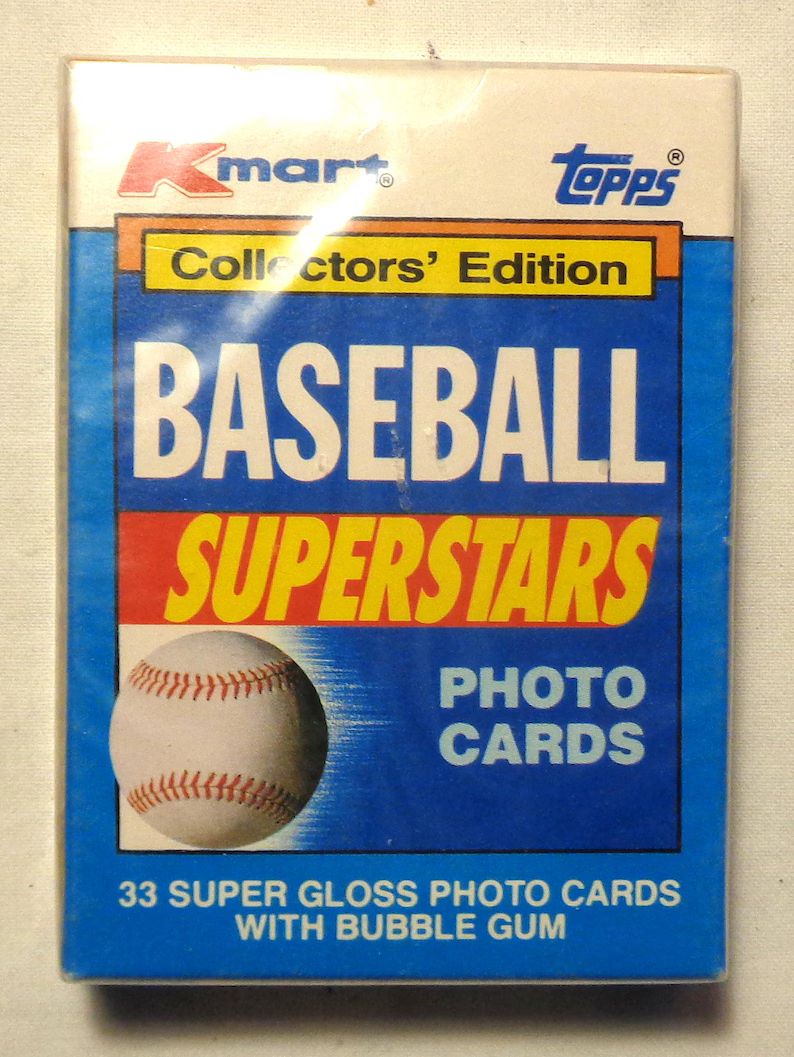 Kmart®
topps®
Collectors' Edition
BASEBALL
SUPERSTARS
PHOTO
CARDS
33 SUPER GLOSS PHOTO CARDS
WITH BUBBLE GUM